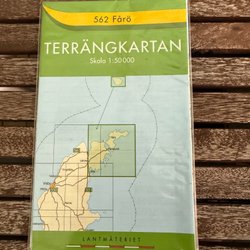 562 Fårö
TERRÄNGKARTAN
Skala 1:50 000
LANTMÄTERIET